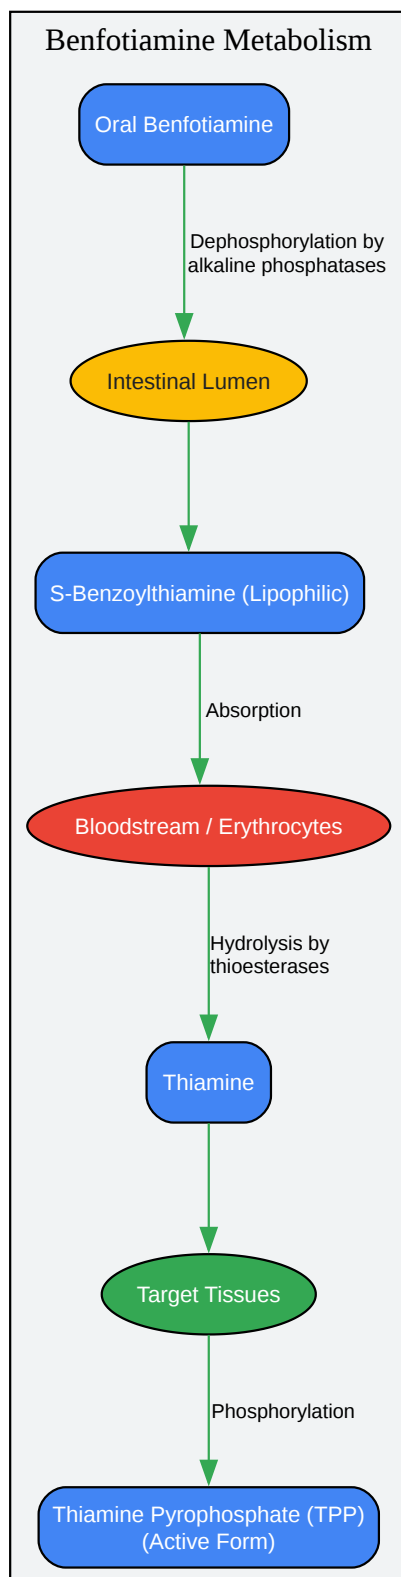 Benfotiamine Metabolism
Oral Benfotiamine
Dephosphorylation by
alkaline phosphatases
Intestinal Lumen
S-Benzoylthiamine (Lipophilic)
Absorption
Bloodstream / Erythrocytes
Hydrolysis by
thioesterases
Thiamine
Target Tissues
Phosphorylation
Thiamine Pyrophosphate (TPP)
(Active Form)